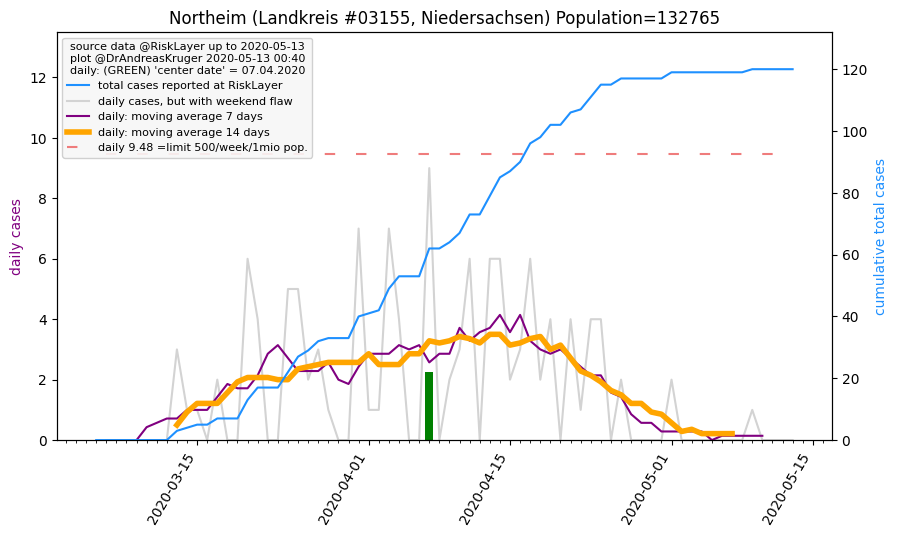 Northeim (Landkreis #03155, Niedersachsen) Population=132765
source data @RiskLayer up to 2020-05-13
plot @DrAndreasKruger 2020-05-13 00:40
daily: (GREEN) 'center date' = 07.04.2020
total cases reported at RiskLayer
daily cases, but with weekend flaw
daily: moving average 7 days
daily: moving average 14 days
daily 9.48 =limit 500/week/1mio pop.
daily cases
12
10
8
6
4
2
0
120
100
80
60
40
20
0
cumulative total cases
2020-03-15
2020-04-01
2020-04-15
2020-05-01
2020-05-15